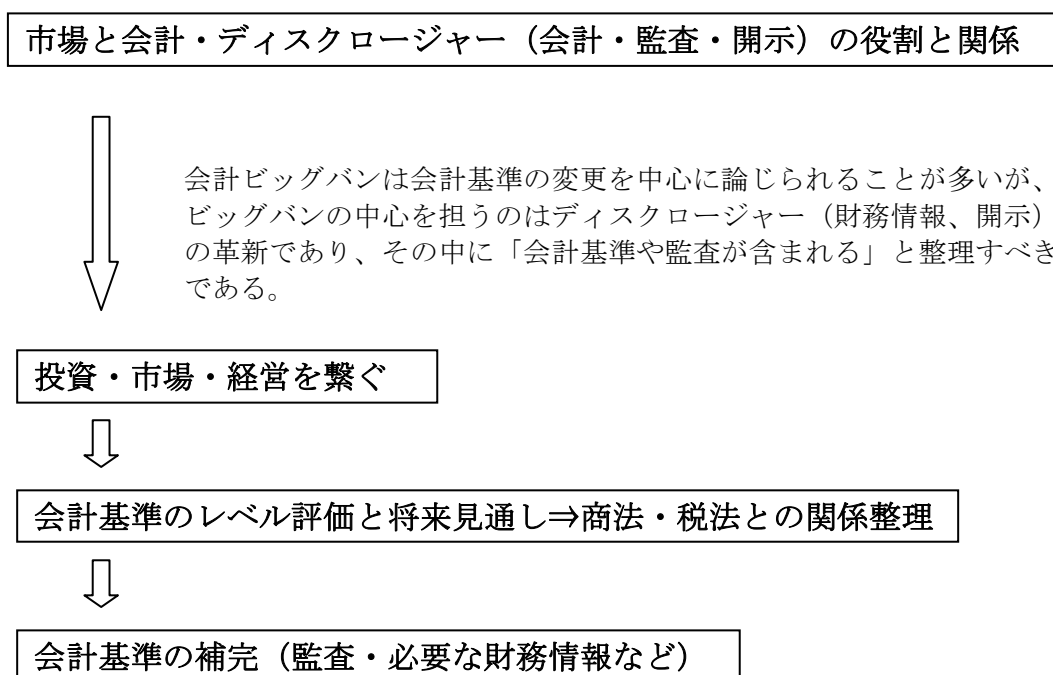 市場と会計・ディスクロージャー（会計・監査・開示）の役割と関係
会計ビッグバンは会計基準の変更を中心に論じられることが多いが、
ビッグバンの中心を担うのはディスクロージャー（財務情報、開示）
の革新であり、その中に「会計基準や監査が含まれる」と整理すべき
である。
投資・市場・経営を繋ぐ
会計基準のレベル評価と将来見通し⇒商法・税法との関係整理
会計基準の補完（監査・必要な財務情報など）